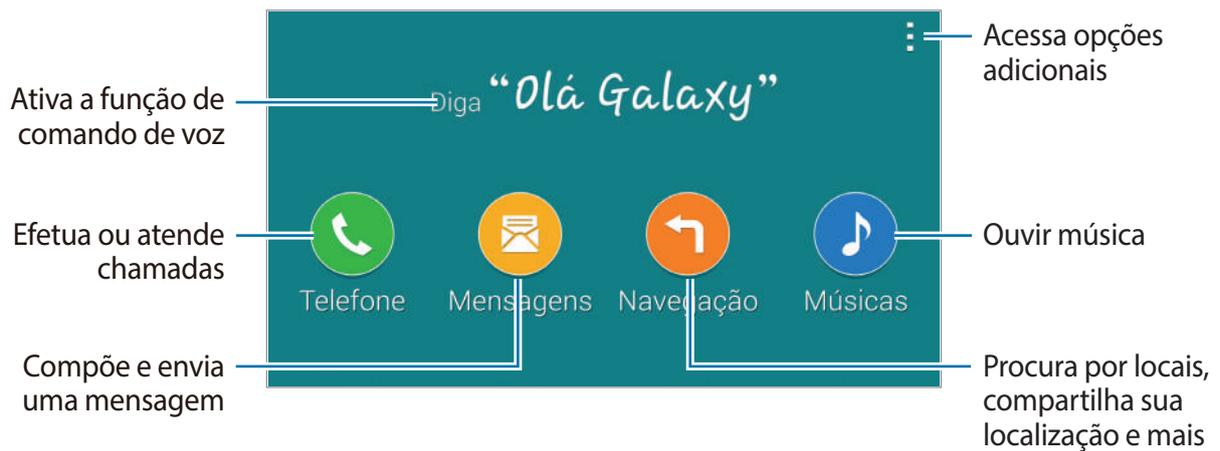 Acessa opções
adicionais
Ativa a função de
comando de voz
Diga “Olá Galaxy”
Efetua ou atende
chamadas
Ouvir música
Telefone
Mensagens
Navegação
Músicas
Compõe e envia
uma mensagem
Procura por locais,
compartilha sua
localização e mais